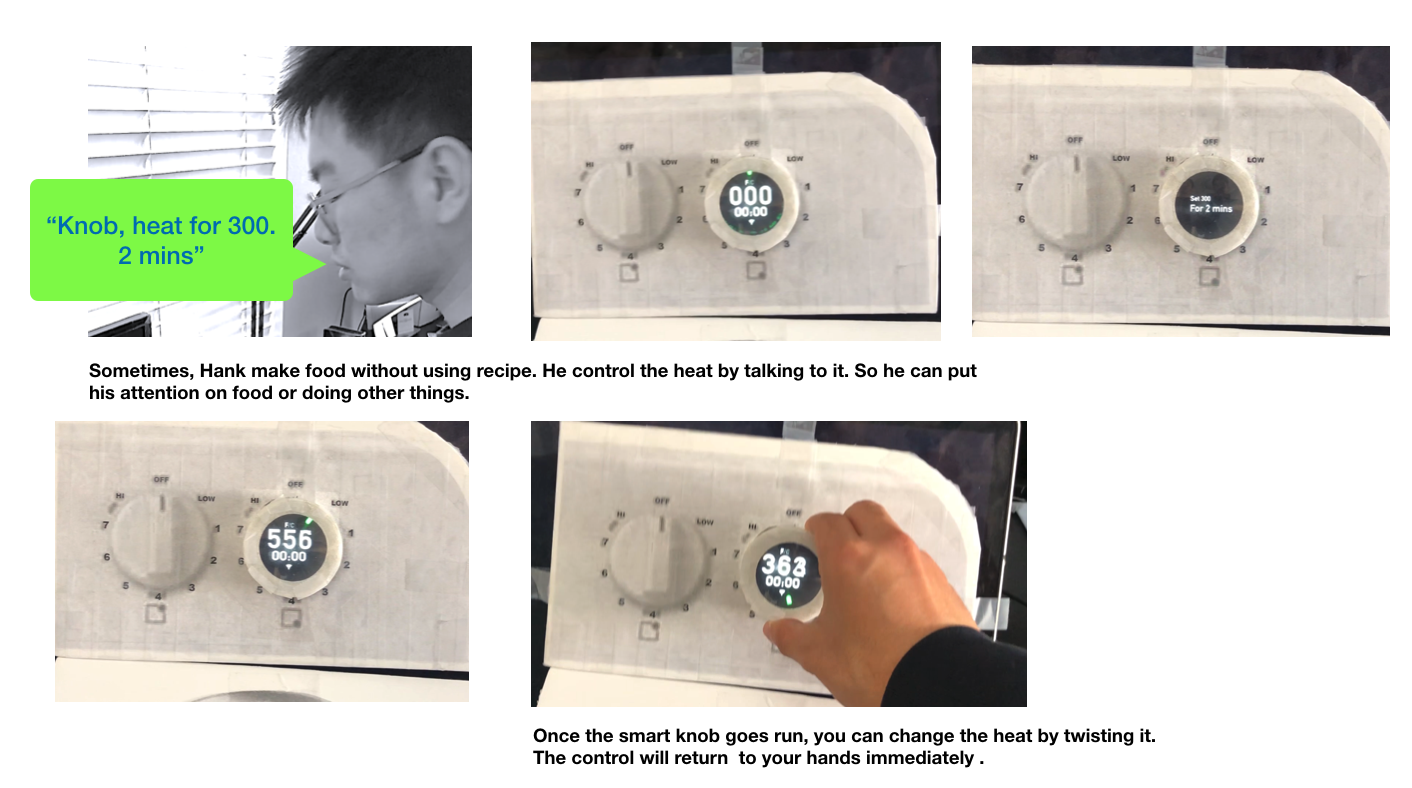 “Knob, heat for 300.
2 mins”
OFF
HI
LOW
7
1
6
2
5
3
4
OFF
HI
LOW
7
1
6
2
5
3
4
F/C
000
00:00
OFF
HI
LOW
7
1
6
2
5
3
4
OFF
HI
LOW
7
1
6
2
5
3
4
Set 300
For 2 mins
Sometimes, Hank make food without using recipe. He control the heat by talking to it. So he can put
his attention on food or doing other things.
OFF
HI
LOW
7
1
6
2
5
3
4
OFF
HI
LOW
7
1
6
2
5
3
4
F/C
556
00:00
OFF
HI
LOW
7
1
6
2
5
3
4
OFF
HI
7
6
5
F/C
363
00:00
Once the smart knob goes run, you can change the heat by twisting it.
The control will return  to your hands immediately .